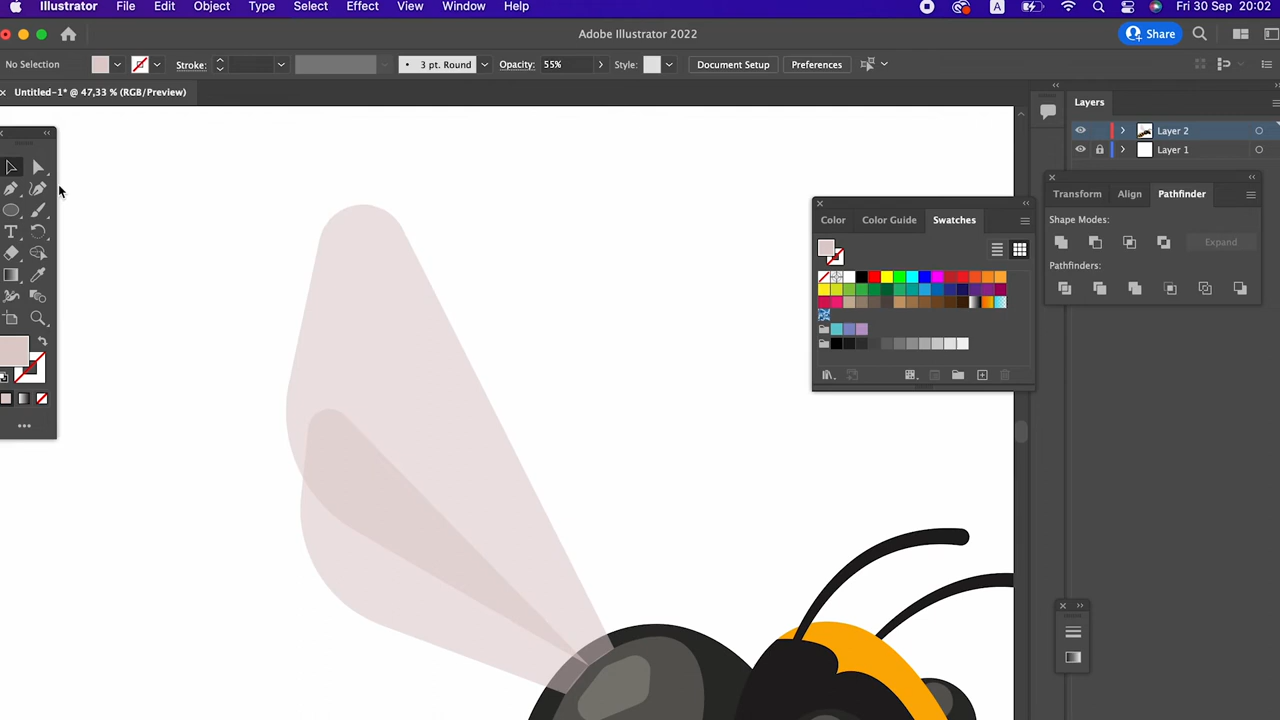 Illustrator File Edit Object Type Select Effect View Window Help A Fri 30 Sep 20:02
Adobe Illustrator 2022 Share
No Selection Stroke: 3 pt. Round Opacity: 55% Style: Document Setup Preferences
Untitled-1* @ 47,33 % (RGB/Preview)
Layers
Layer 2
Layer 1
Transform Align Pathfinder
Shape Modes:
Expand
Pathfinders:
Color Color Guide Swatches